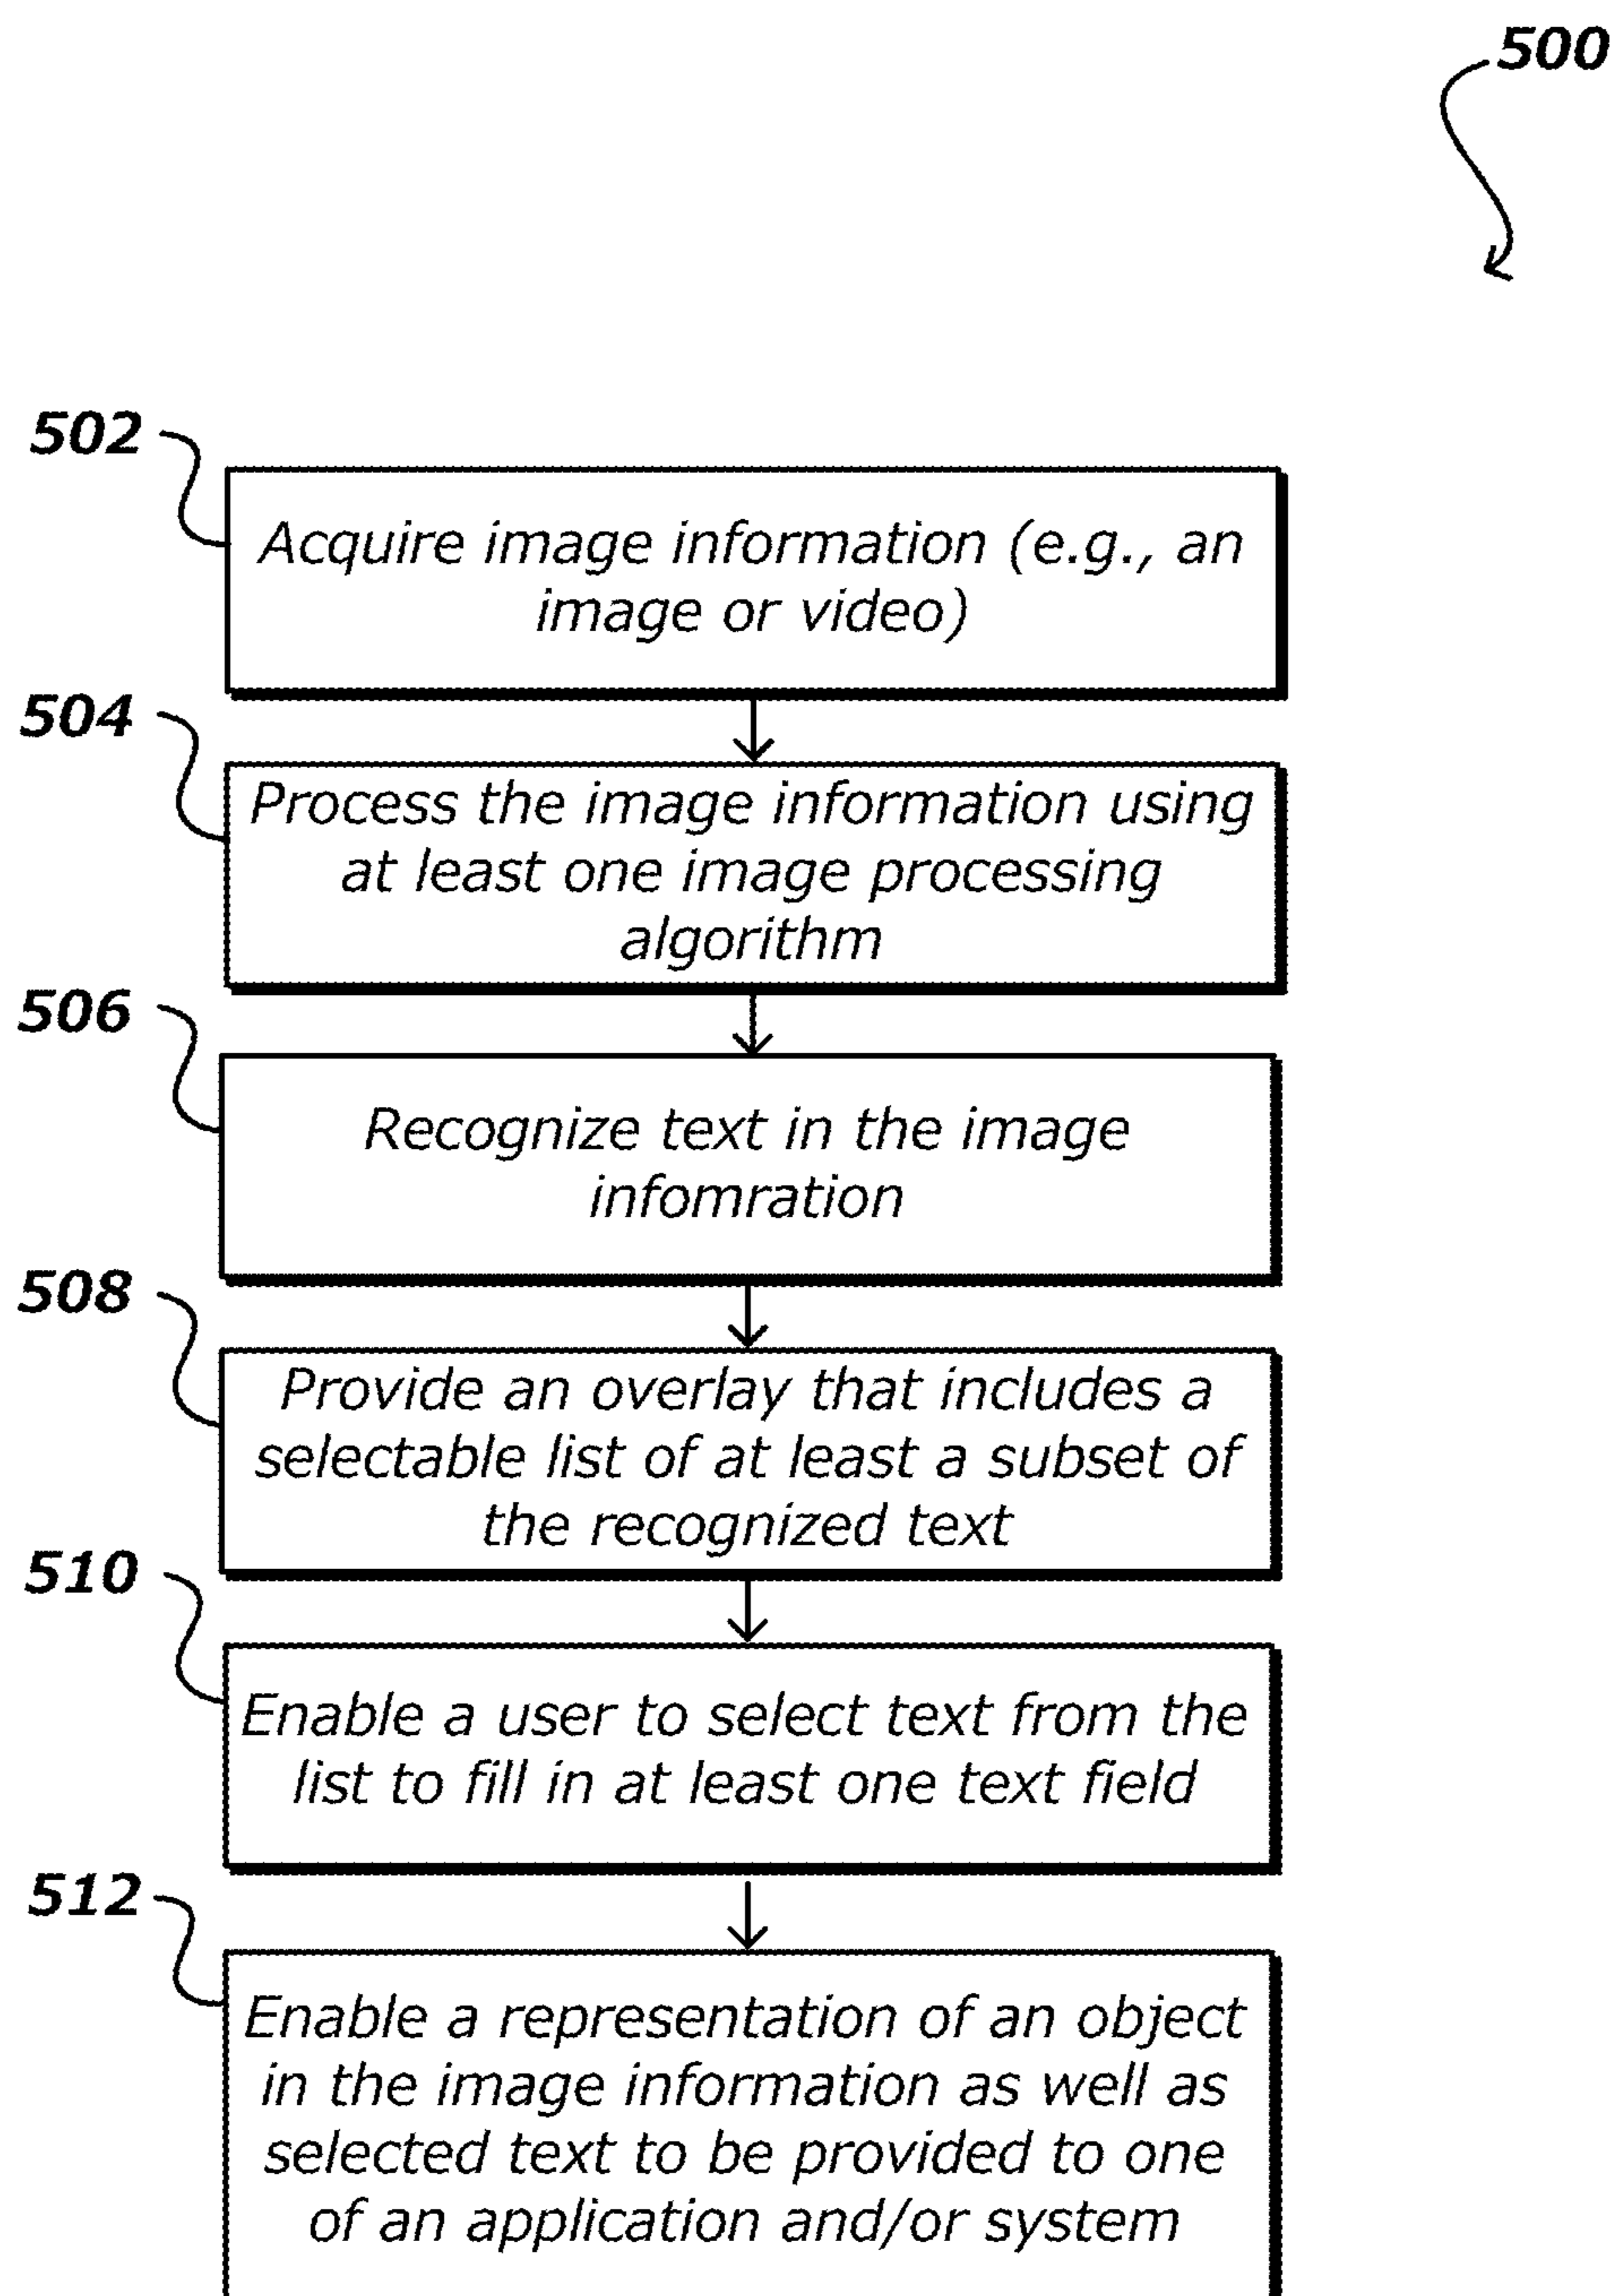 500
502
Acquire image information (e.g., an
image or video)
504
Process the image information using
at least one image processing
algorithm
506
Recognize text in the image
infomration
508
Provide an overlay that includes a
selectable list of at least a subset of
the recognized text
510
Enable a user to select text from the
list to fill in at least one text field
512
Enable a representation of an object
in the image information as well as
selected text to be provided to one
of an application and/or system